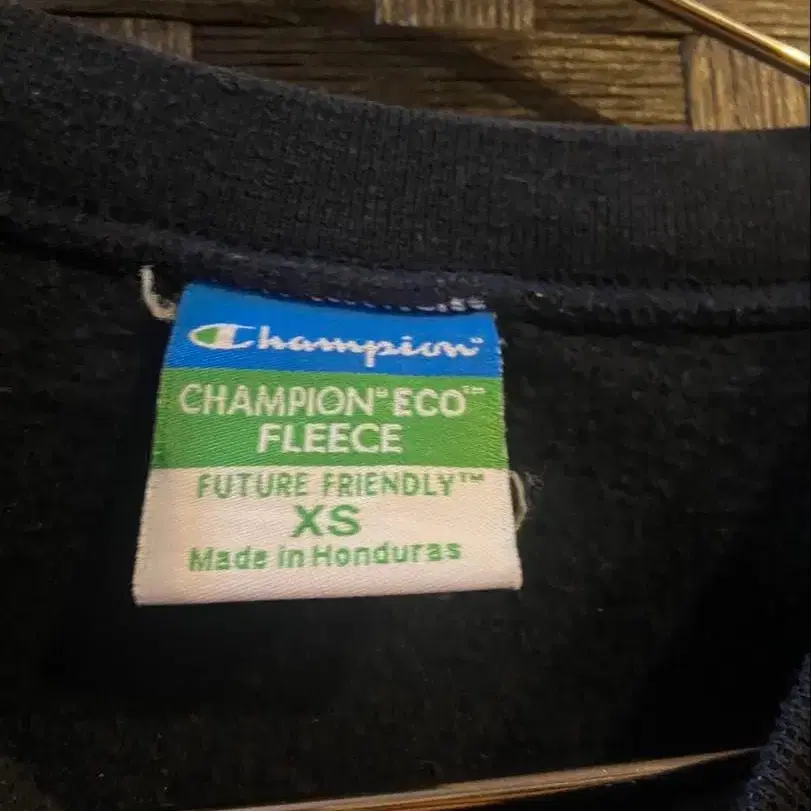 Champion®
CHAMPION® ECO™
FLEECE
FUTURE FRIENDLY™
XS
Made in Honduras